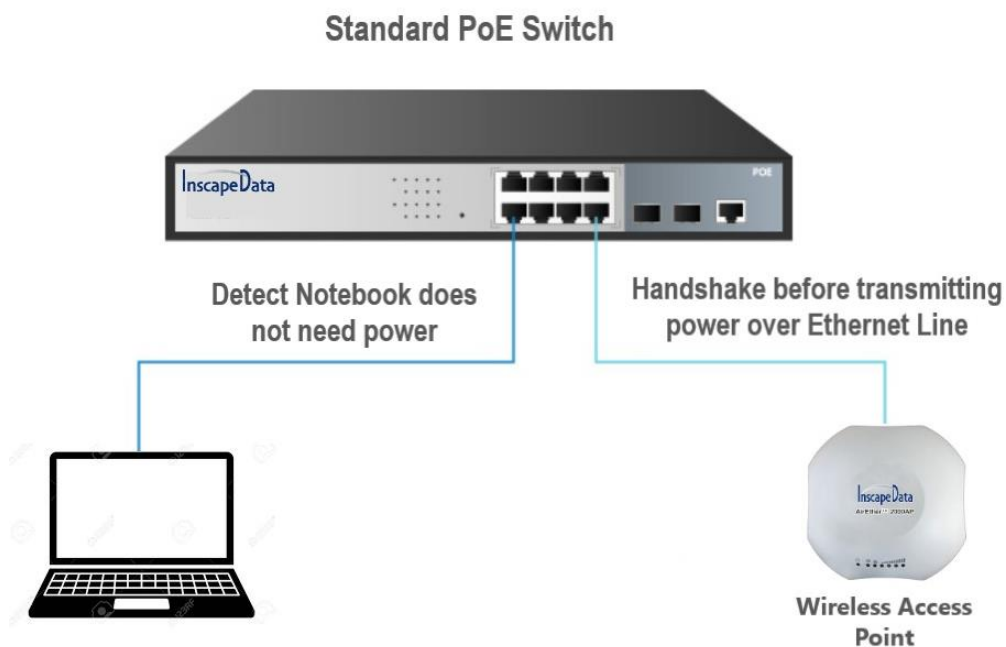 Standard PoE Switch
InscapeData
POE
Detect Notebook does
not need power
Handshake before transmitting
power over Ethernet Line
InscapeData
Wireless Access
Point